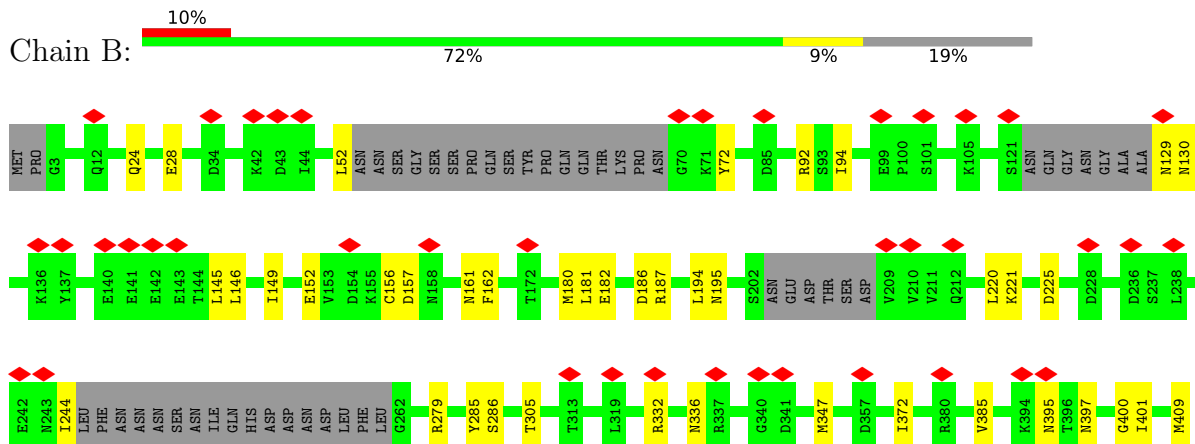 10%
Chain B:
72% 9% 19%
MET PRO G3 Q12 Q24 E28 D34 K42 D43 I44 L52 ASN ASN SER GLY SER SER PRO GLN SER TYR PRO GLN GLN THR LYS PRO ASN G70 K71 Y72 D85 R92 S93 I94 E99 P100 S101 K105 S121 ASN GLN GLY ASN GLY ALA ALA N129 N130
K136 Y137 E140 E141 E142 E143 T144 L145 L146 I149 E152 V153 D154 K155 C156 D157 N158 N161 F162 T172 M180 L181 E182 D186 R187 L194 N195 S202 ASN GLU ASP THR SER ASP V209 V210 V211 Q212 L220 K221 D225 D228 D236 S237 L238
E242 N243 I244 LEU PHE ASN ASN ASN SER ASN ILE GLN HIS ASP ASP ASN ASP LEU PHE LEU G262 R279 Y285 S286 T305 T313 L319 R332 N336 R337 G340 D341 M347 D357 I372 R380 V385 K394 N395 T396 N397 G400 I401 M409